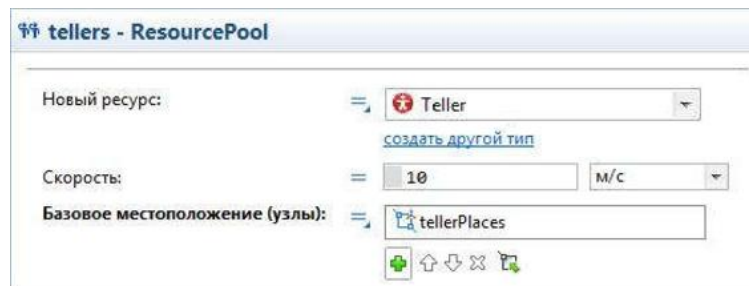 tellers - ResourcePool
Новый ресурс: Teller
создать другой тип
Скорость: 10 м/с
Базовое местоположение (узлы): tellerPlaces